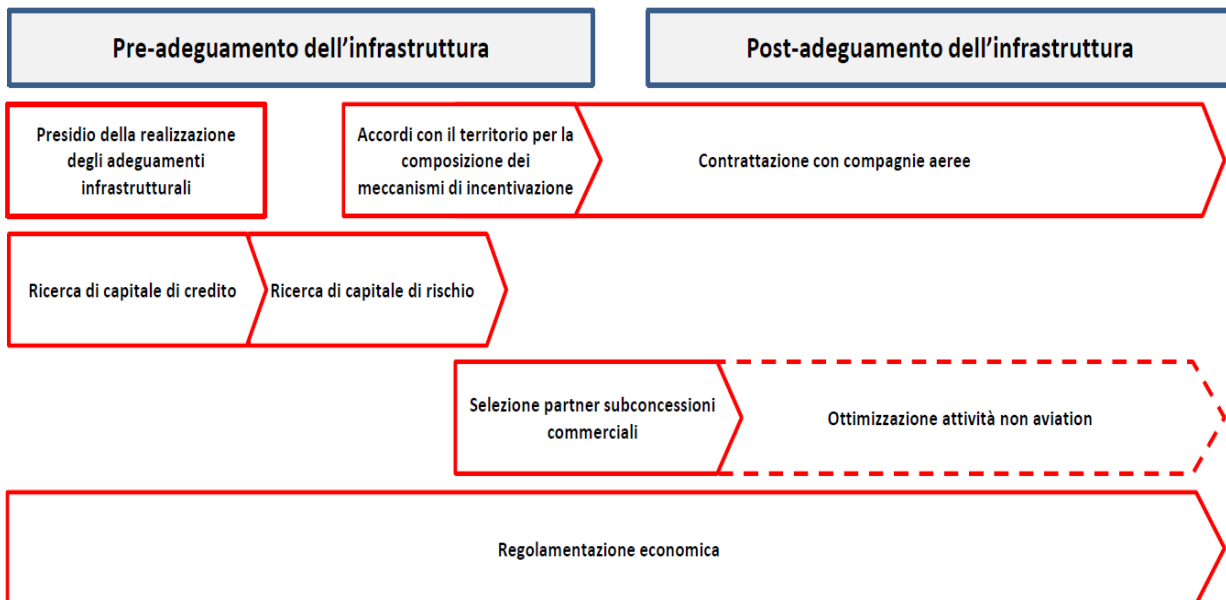 Pre-adeguamento dell'infrastruttura
Post-adeguamento dell'infrastruttura
Presidio della realizzazione
degli adeguamenti
infrastrutturali
Accordi con il territorio per la
composizione dei
meccanismi di incentivazione
Contrattazione con compagnie aeree
Ricerca di capitale di credito
Ricerca di capitale di rischio
Selezione partner subconcessioni
commerciali
Ottimizzazione attività non aviation
Regolamentazione economica